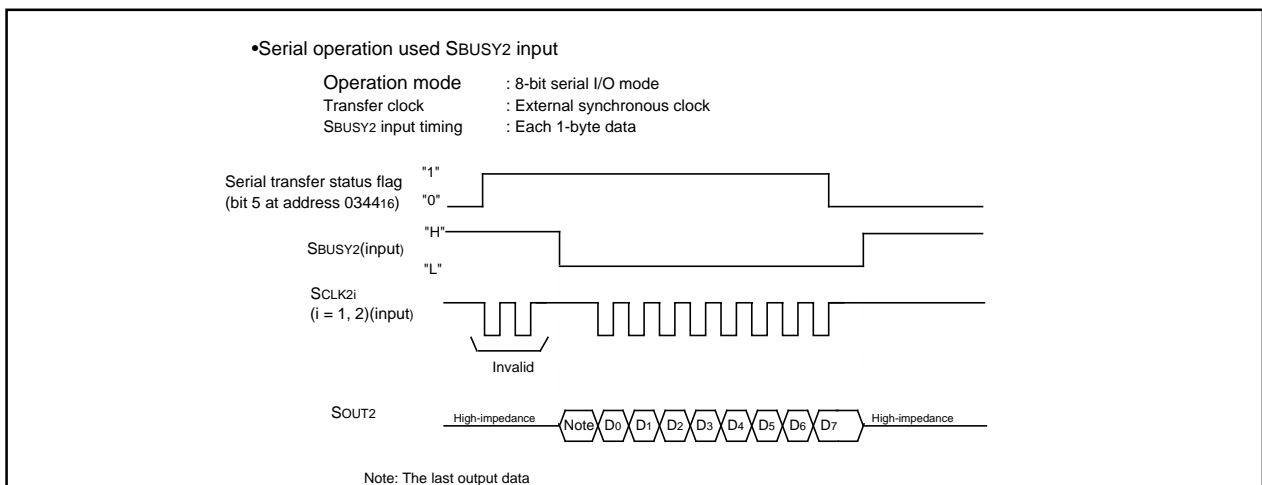 •Serial operation used SBUSY2 input
Operation mode : 8-bit serial I/O mode
Transfer clock : External synchronous clock
SBUSY2 input timing : Each 1-byte data
Serial transfer status flag
(bit 5 at address 034416)
"1"
"0"
SBUSY2(input)
"H"
"L"
SCLK2i
(i = 1, 2)(input)
Invalid
SOUT2
High-impedance Note D0 D1 D2 D3 D4 D5 D6 D7 High-impedance
Note: The last output data